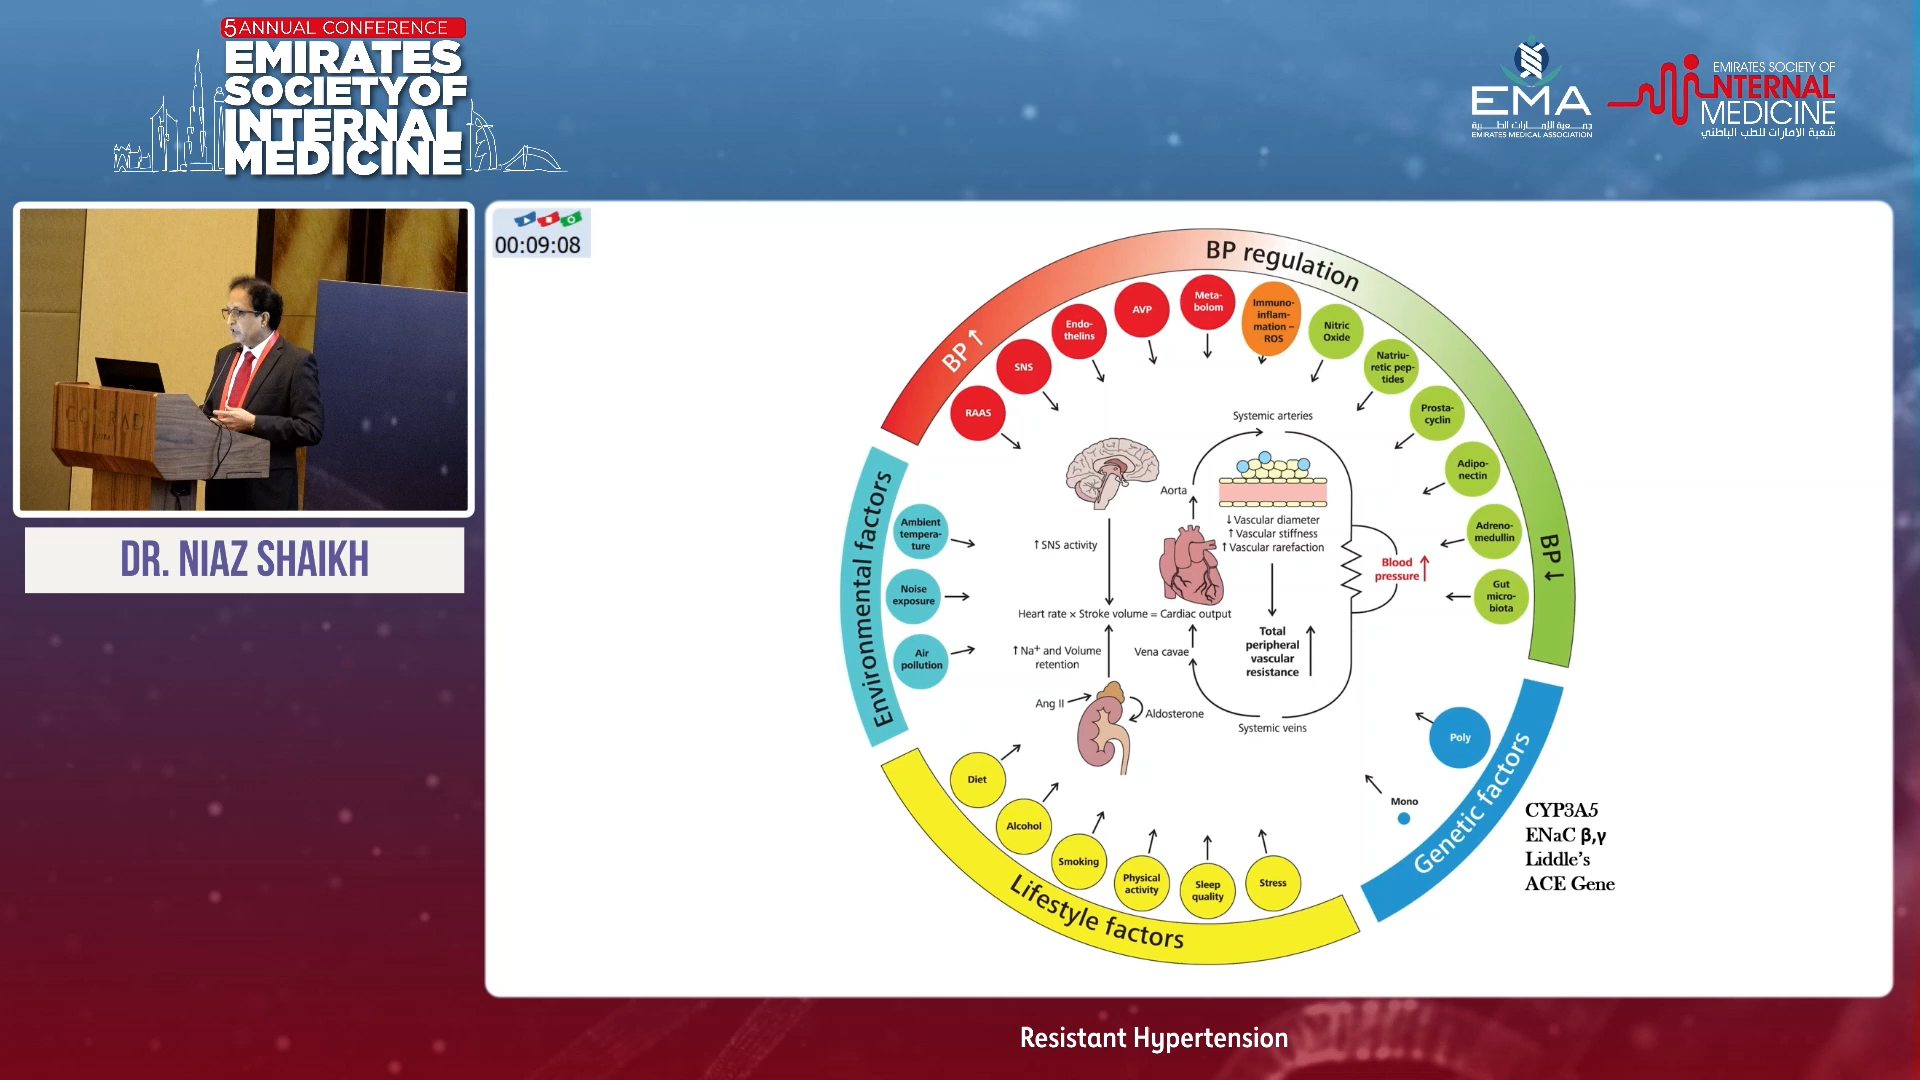 5 ANNUAL CONFERENCE
EMIRATES
SOCIETY OF
INTERNAL
MEDICINE
EMA
جمعية الإمارات الطبية
EMIRATES MEDICAL ASSOCIATION
EMIRATES SOCIETY OF
INTERNAL
MEDICINE
شعبة الامارات للطب الباطني
CONRAD
DR. NIAZ SHAIKH
00:09:08
BP regulation
BP ↑
BP ↓
RAAS
SNS
Endo-
thelins
AVP
Meta-
bolom
Immuno-
inflam-
mation –
ROS
Nitric
Oxide
Natriu-
retic pep-
tides
Prosta-
cyclin
Adipo-
nectin
Adreno-
medullin
Gut
micro-
biota
Environmental factors
Ambient
tempera-
ture
Noise
exposure
Air
pollution
Systemic arteries
Aorta
↓ Vascular diameter
↑ Vascular stiffness
↑ Vascular rarefaction
↑ SNS activity
Blood
pressure ↑
Heart rate × Stroke volume = Cardiac output
↑ Na+ and Volume
retention
Vena cavae
Total
peripheral
vascular
resistance
Ang II
Aldosterone
Systemic veins
Diet
Alcohol
Smoking
Physical
activity
Sleep
quality
Stress
Lifestyle factors
Poly
Mono
Genetic factors
CYP3A5
ENaC β,γ
Liddle’s
ACE Gene
Resistant Hypertension